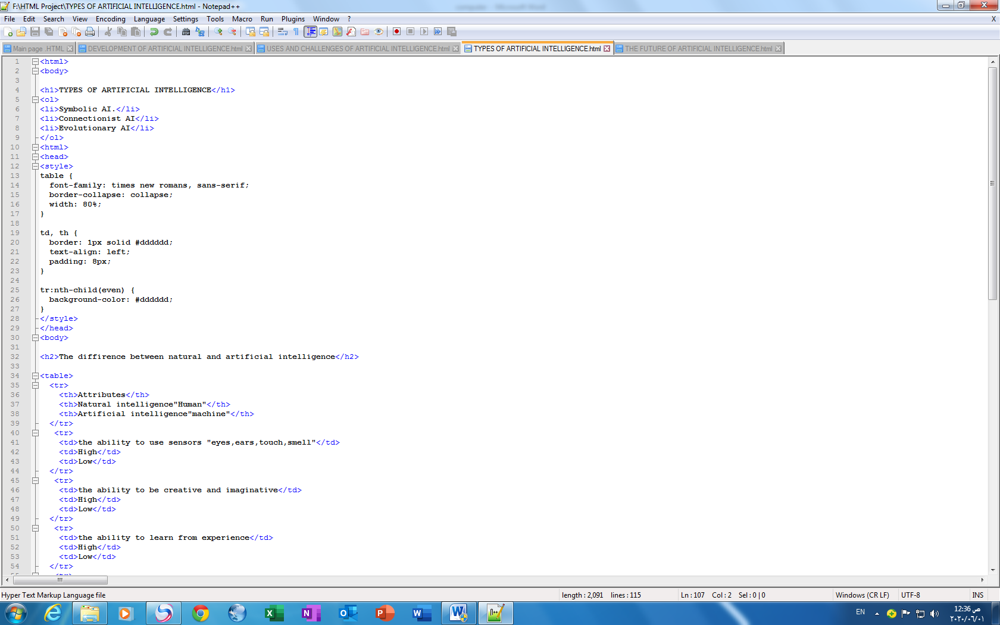 F:\HTML Project\TYPES OF ARTIFICIAL INTELLIGENCE.html - Notepad++
File Edit Search View Encoding Language Settings Tools Macro Run Plugins Window ? X
Main page .HTML DEVELOPMENT OF ARTIFICIAL INTELLIGENCE.html USES AND CHALLENGES OF ARTIFICIAL INTELLIGENCE.html TYPES OF ARTIFICIAL INTELLIGENCE.html THE FUTURE OF ARTIFICIAL INTELLIGENCE.html
1 <html>
2 <body>
3
4 <h1>TYPES OF ARTIFICIAL INTELLIGENCE</h1>
5 <ol>
6 <li>Symbolic AI.</li>
7 <li>Connectionist AI</li>
8 <li>Evolutionary AI</li>
9 </ol>
10 <html>
11 <head>
12 <style>
13 table {
14 font-family: times new romans, sans-serif;
15 border-collapse: collapse;
16 width: 80%;
17 }
18
19 td, th {
20 border: 1px solid #dddddd;
21 text-align: left;
22 padding: 8px;
23 }
24
25 tr:nth-child(even) {
26 background-color: #dddddd;
27 }
28 </style>
29 </head>
30 <body>
31
32 <h2>The diffirence between natural and artificial intelligence</h2>
33
34 <table>
35 <tr>
36 <th>Attributes</th>
37 <th>Natural intelligence"Human"</th>
38 <th>Artificial intelligence"machine"</th>
39 </tr>
40 <tr>
41 <td>the ability to use sensors "eyes,ears,touch,smell"</td>
42 <td>High</td>
43 <td>Low</td>
44 </tr>
45 <tr>
46 <td>the ability to be creative and imaginative</td>
47 <td>High</td>
48 <td>Low</td>
49 </tr>
50 <tr>
51 <td>the ability to learn from experience</td>
52 <td>High</td>
53 <td>Low</td>
54 </tr>
Hyper Text Markup Language file length : 2,091 lines : 115 Ln : 107 Col : 2 Sel : 0 | 0 Windows (CR LF) UTF-8 INS
EN 12:36 ص
٢٠٢٠/٠٦/٠١